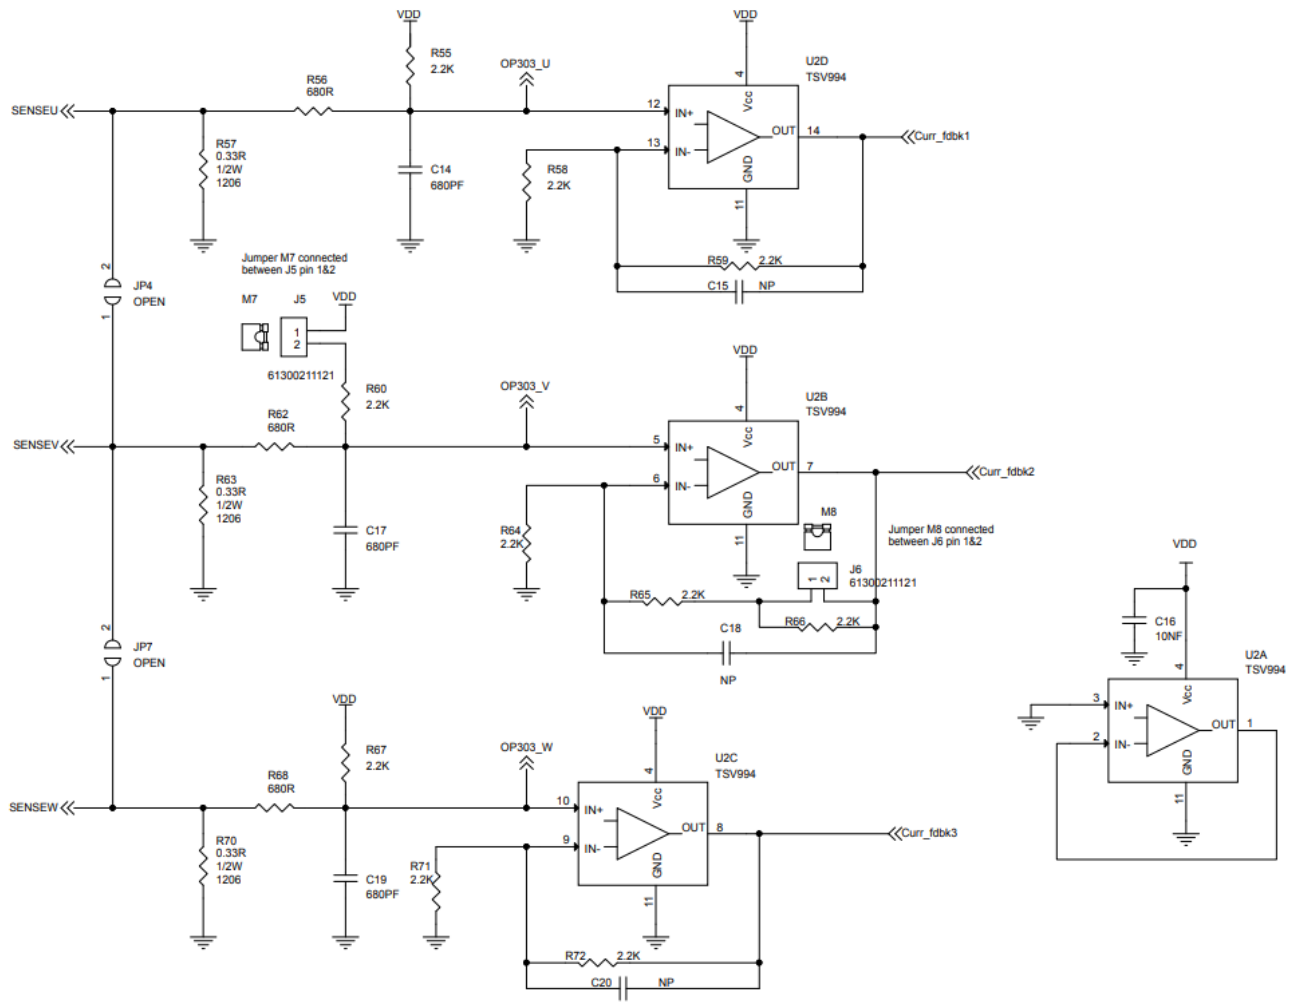 VDD
R55
2.2K
R56
680R
OP303_U
SENSEU
R57
0.33R
1/2W
1206
C14
680PF
R58
2.2K
VDD
U2D
TSV994
4
Vcc
12
IN+
13
IN-
OUT
14
GND
11
Curr_fdbk1
R59
2.2K
C15
NP
2
JP4
OPEN
1
Jumper M7 connected
between J5 pin 1&2
M7
J5
VDD
1
2
61300211121
R60
2.2K
R62
680R
OP303_V
SENSEV
R63
0.33R
1/2W
1206
C17
680PF
R64
2.2K
VDD
U2B
TSV994
4
Vcc
5
IN+
6
IN-
OUT
7
GND
11
Curr_fdbk2
M8
Jumper M8 connected
between J6 pin 1&2
J6
61300211121
1
2
R65
2.2K
R66
2.2K
C18
NP
2
JP7
OPEN
1
VDD
R67
2.2K
R68
680R
OP303_W
SENSEW
R70
0.33R
1/2W
1206
C19
680PF
R71
2.2K
VDD
U2C
TSV994
4
Vcc
10
IN+
9
IN-
OUT
8
GND
11
Curr_fdbk3
R72
2.2K
C20
NP
VDD
C16
10NF
4
U2A
TSV994
Vcc
3
IN+
2
IN-
OUT
1
GND
11